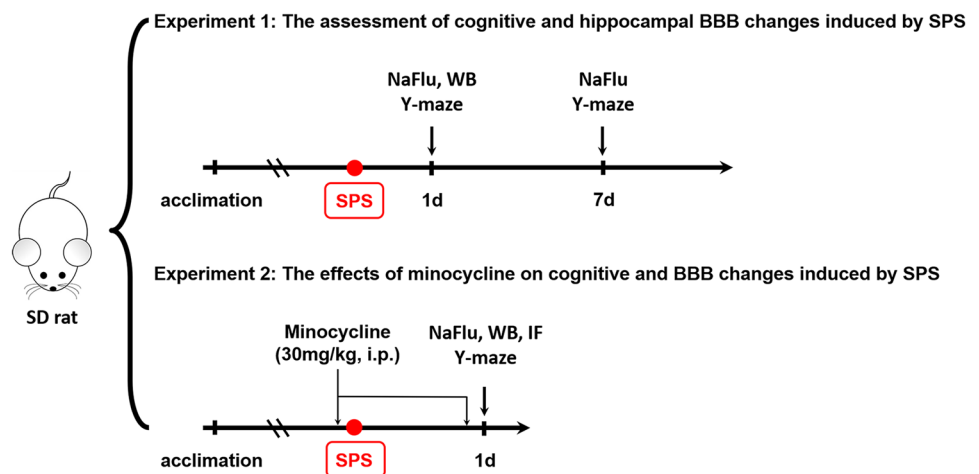 Experiment 1: The assessment of cognitive and hippocampal BBB changes induced by SPS
NaFlu, WB
Y-maze
NaFlu
Y-maze
acclimation
SPS
1d
7d
SD rat
Experiment 2: The effects of minocycline on cognitive and BBB changes induced by SPS
Minocycline
(30mg/kg, i.p.)
NaFlu, WB, IF
Y-maze
acclimation
SPS
1d